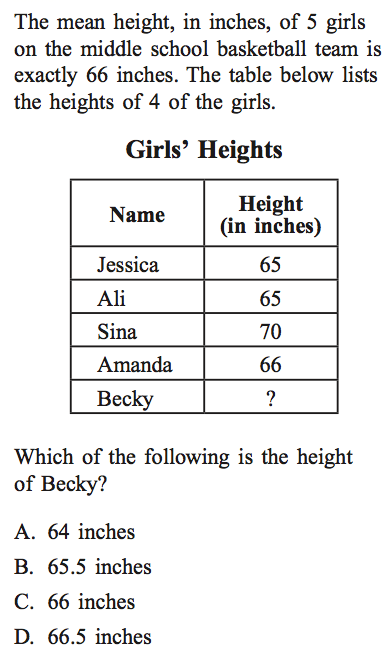 The mean height, in inches, of 5 girls
on the middle school basketball team is
exactly 66 inches. The table below lists
the heights of 4 of the girls.
Girls’ Heights
Name Height
(in inches)
Jessica 65
Ali 65
Sina 70
Amanda 66
Becky ?
Which of the following is the height
of Becky?
A. 64 inches
B. 65.5 inches
C. 66 inches
D. 66.5 inches